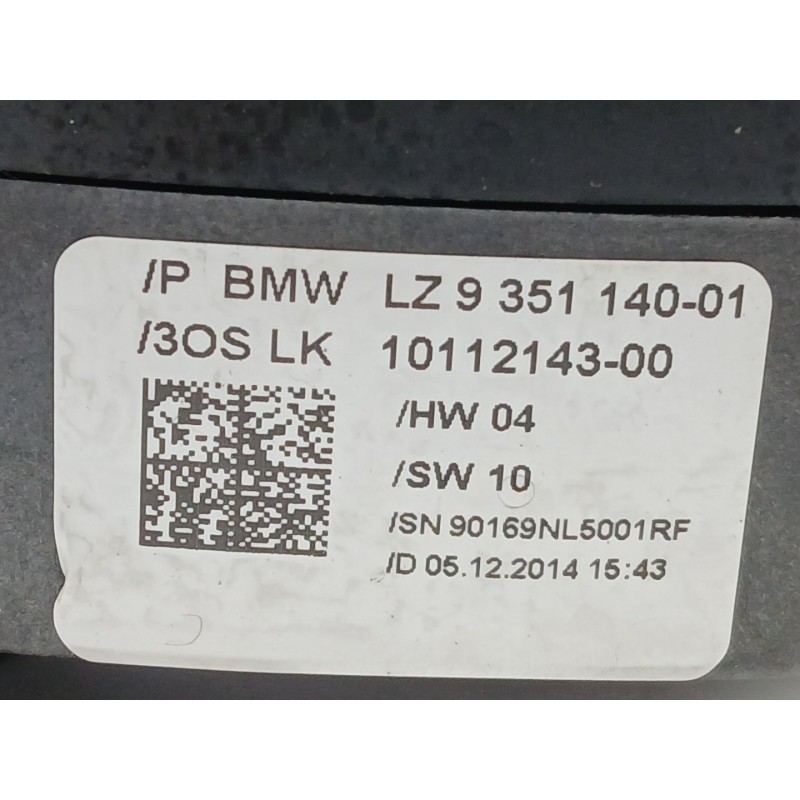 /P BMW LZ 9 351 140-01
/3OS LK 10112143-00
/HW 04
/SW 10
/SN 90169NL5001RF
/D 05.12.2014 15:43